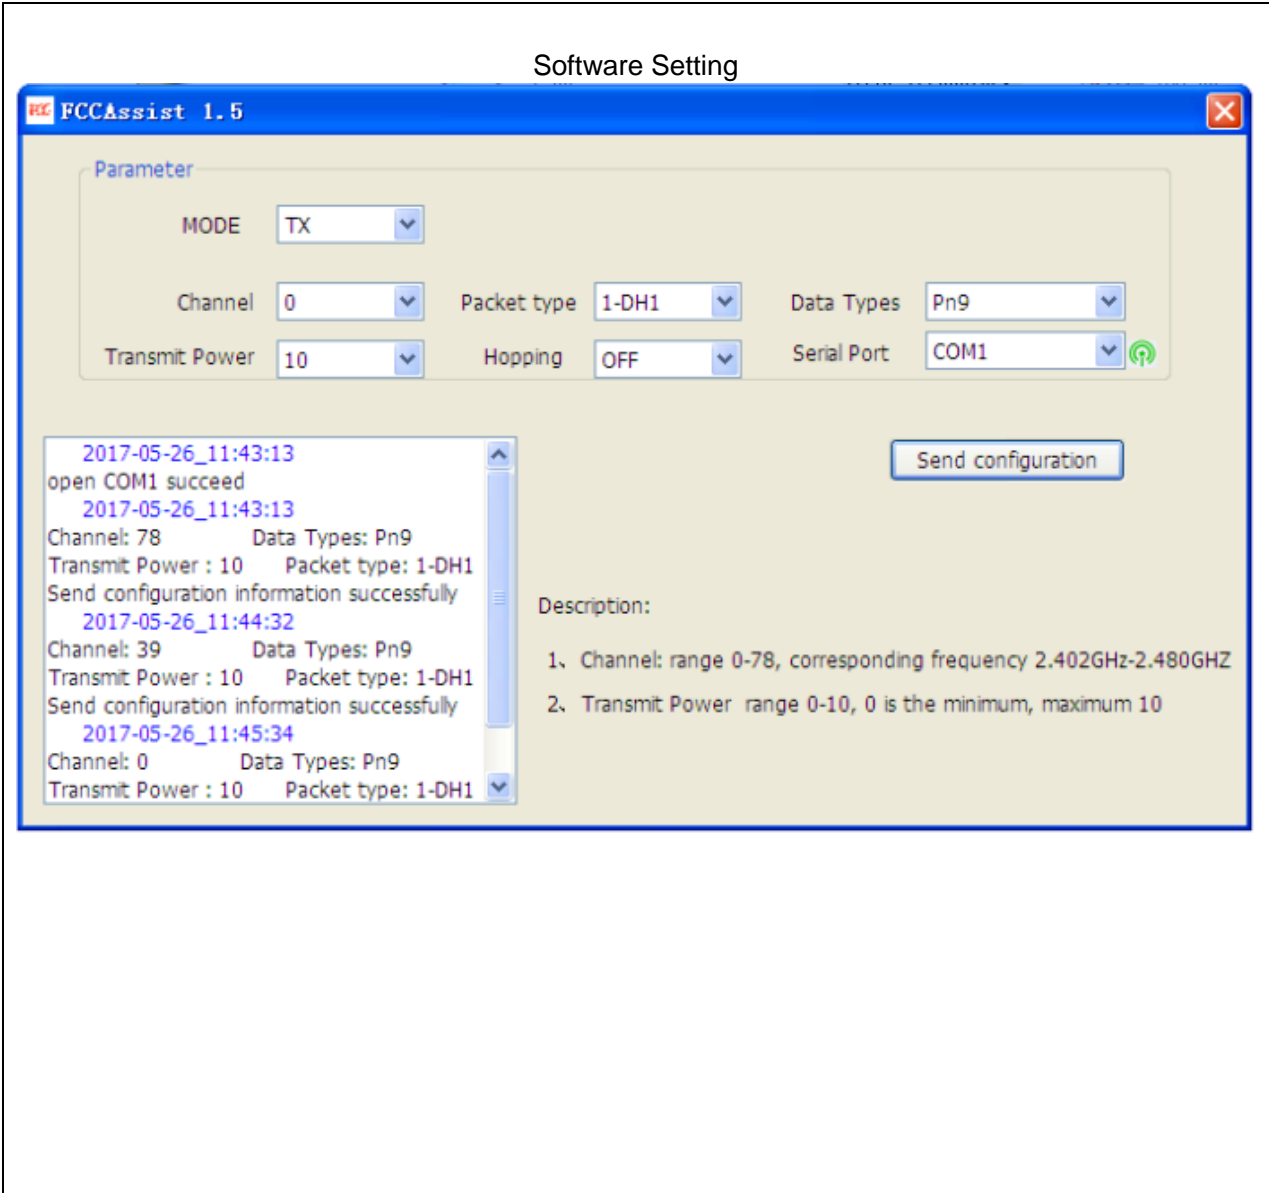 Software Setting
FCC FCCAssist 1.5
Parameter
MODE TX
Channel 0 Packet type 1-DH1 Data Types Pn9
Transmit Power 10 Hopping OFF Serial Port COM1
2017-05-26_11:43:13
open COM1 succeed
2017-05-26_11:43:13
Channel: 78 Data Types: Pn9
Transmit Power : 10 Packet type: 1-DH1
Send configuration information successfully
2017-05-26_11:44:32
Channel: 39 Data Types: Pn9
Transmit Power : 10 Packet type: 1-DH1
Send configuration information successfully
2017-05-26_11:45:34
Channel: 0 Data Types: Pn9
Transmit Power : 10 Packet type: 1-DH1
Send configuration
Description:
1、Channel: range 0-78, corresponding frequency 2.402GHz-2.480GHZ
2、Transmit Power range 0-10, 0 is the minimum, maximum 10